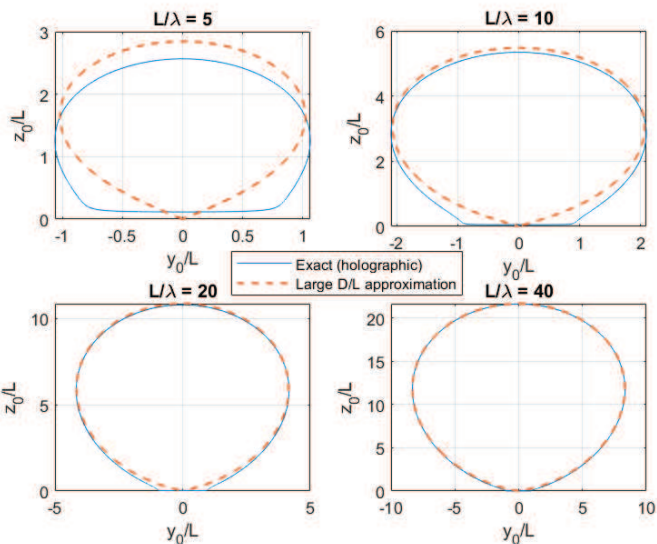 L/λ = 5
3
2
1
0
z₀/L
-1
-0.5
0
0.5
1
y₀/L
L/λ = 10
6
4
2
0
z₀/L
-2
-1
0
1
2
y₀/L
Exact (holographic)
Large D/L approximation
L/λ = 20
10
5
0
z₀/L
-5
0
5
y₀/L
L/λ = 40
20
15
10
5
0
z₀/L
-10
-5
0
5
10
y₀/L